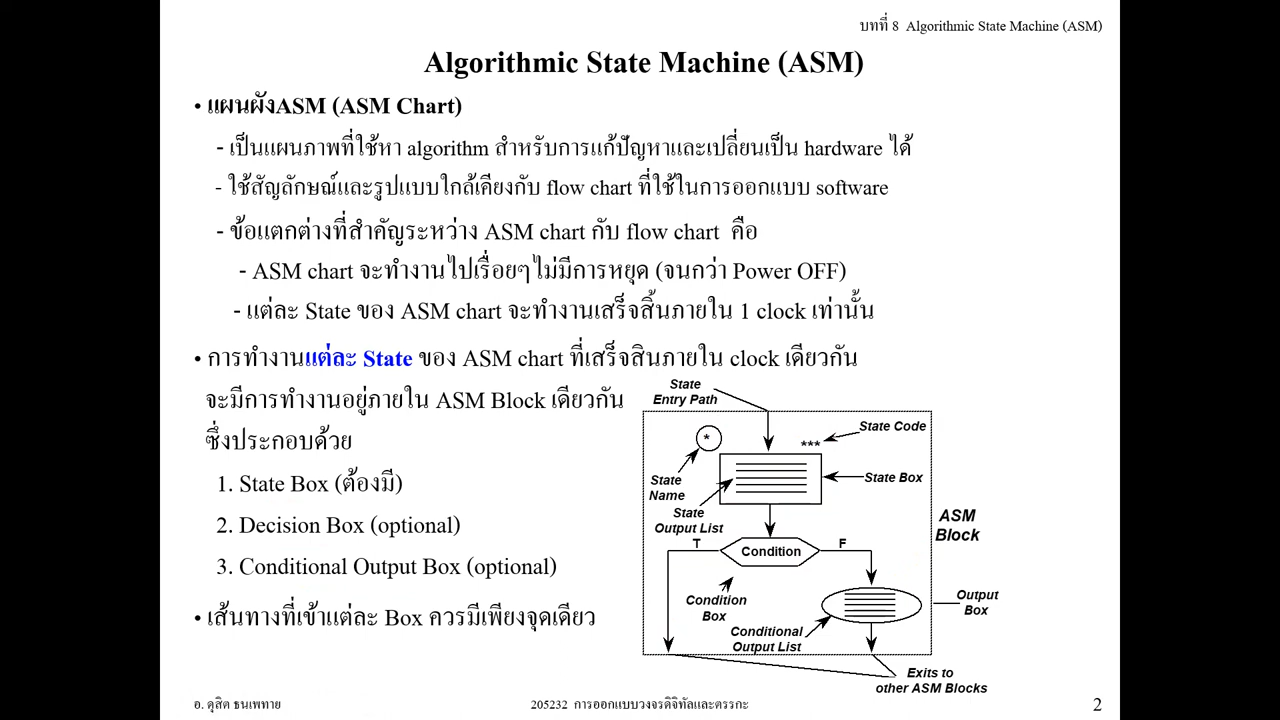 บทที่ 8 Algorithmic State Machine (ASM)
Algorithmic State Machine (ASM)
• แผนผังASM (ASM Chart)
- เป็นแผนภาพที่ใช้หา algorithm สำหรับการแก้ปัญหาและเปลี่ยนเป็น hardware ได้
- ใช้สัญลักษณ์และรูปแบบใกล้เคียงกับ flow chart ที่ใช้ในการออกแบบ software
- ข้อแตกต่างที่สำคัญระหว่าง ASM chart กับ flow chart คือ
- ASM chart จะทำงานไปเรื่อยๆ ไม่มีการหยุด (จนกว่า Power OFF)
- แต่ละ State ของ ASM chart จะทำงานเสร็จสิ้นภายใน 1 clock เท่านั้น
• การทำงานแต่ละ State ของ ASM chart ที่เสร็จสินภายใน clock เดียวกัน
จะมีการทำงานอยู่ภายใน ASM Block เดียวกัน
ซึ่งประกอบด้วย
1. State Box (ต้องมี)
2. Decision Box (optional)
3. Conditional Output Box (optional)
• เส้นทางที่เข้าแต่ละ Box ควรมีเพียงจุดเดียว
State
Entry Path
*
***
State Code
State
Name
State Box
State
Output List
ASM
Block
T
Condition
F
Condition
Box
Output
Box
Conditional
Output List
Exits to
other ASM Blocks
อ. ดุสิต ธนเพทาย
205232 การออกแบบวงจรดิจิทัลและตรรกะ
2